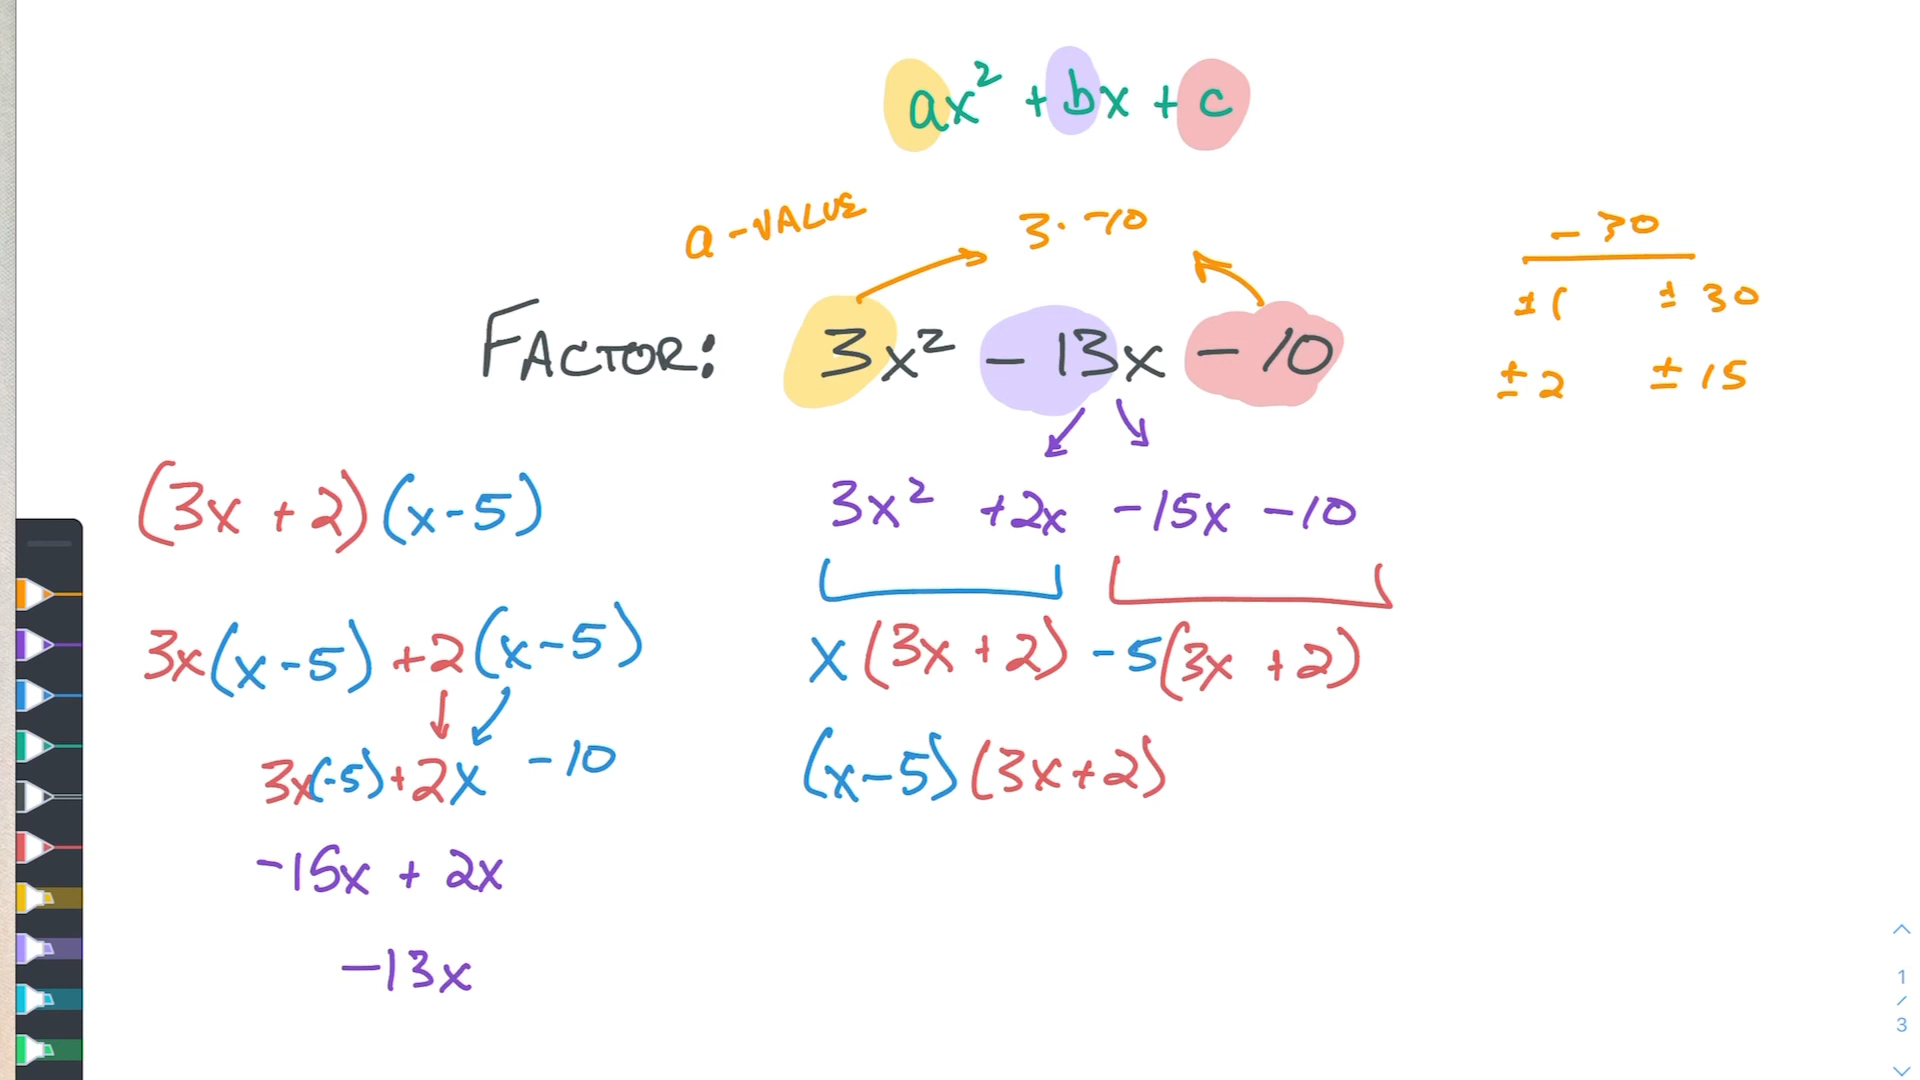 ax² + bx + c
a-VALUE
3·-10
FACTOR: 3x² - 13x - 10
-30
±1 ±30
±2 ±15
(3x + 2)(x-5)
3x(x-5) +2(x-5)
3x(-5)+2x -10
-15x + 2x
-13x
3x² +2x -15x -10
x(3x+2) -5(3x+2)
(x-5)(3x+2)
1
/
3